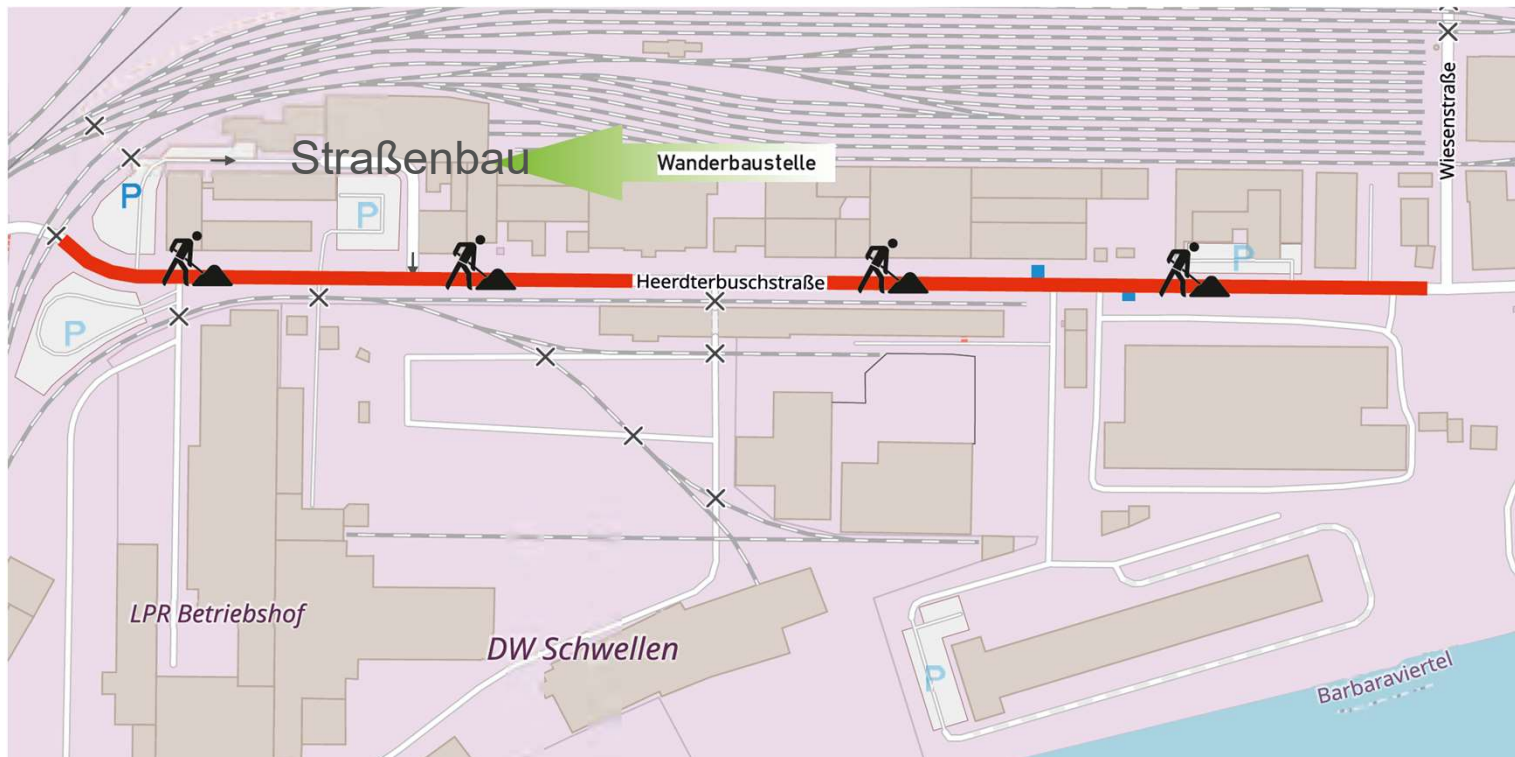 Wiesenstraße
Straßenbau
Wanderbaustelle
P
P
P
Heerdterbuschstraße
P
LPR Betriebshof
DW Schwellen
P
Barbaraviertel